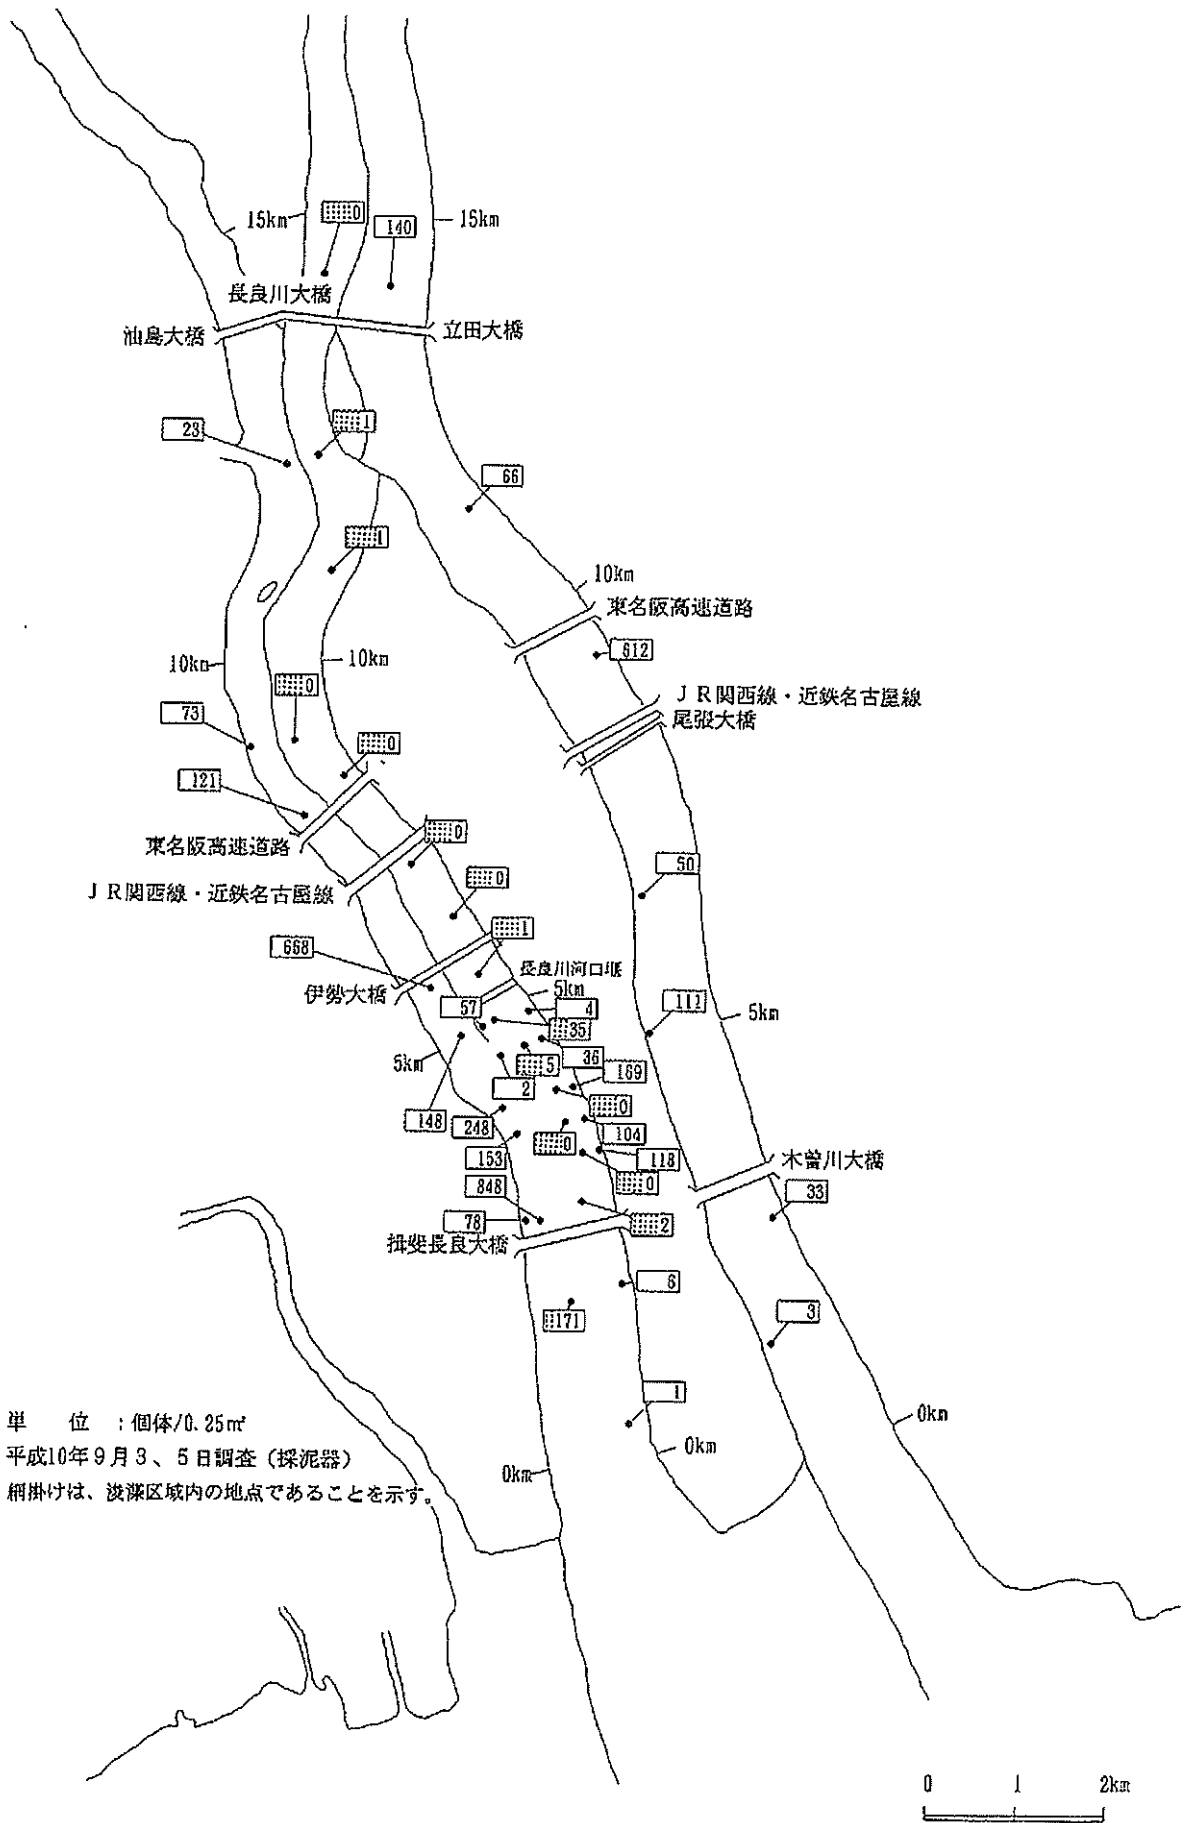 15km
0
140
15km
長良川大橋
油島大橋
立田大橋
23
1
66
1
10km
東名阪高速道路
612
10km
10km
0
JR関西線・近鉄名古屋線
尾張大橋
73
0
121
東名阪高速道路
0
JR関西線・近鉄名古屋線
50
0
668
1
長良川河口堰
伊勢大橋
5km
57
4
111
5km
35
5km
36
5
169
2
0
148
248
104
0
118
153
0
木曽川大橋
848
33
78
2
揖斐長良大橋
6
171
3
1
単 位 :個体/0.25㎡
0km
平成10年9月3、5日調査(採泥器)
0km
0km
網掛けは、浚渫区域内の地点であることを示す。
0 1 2km